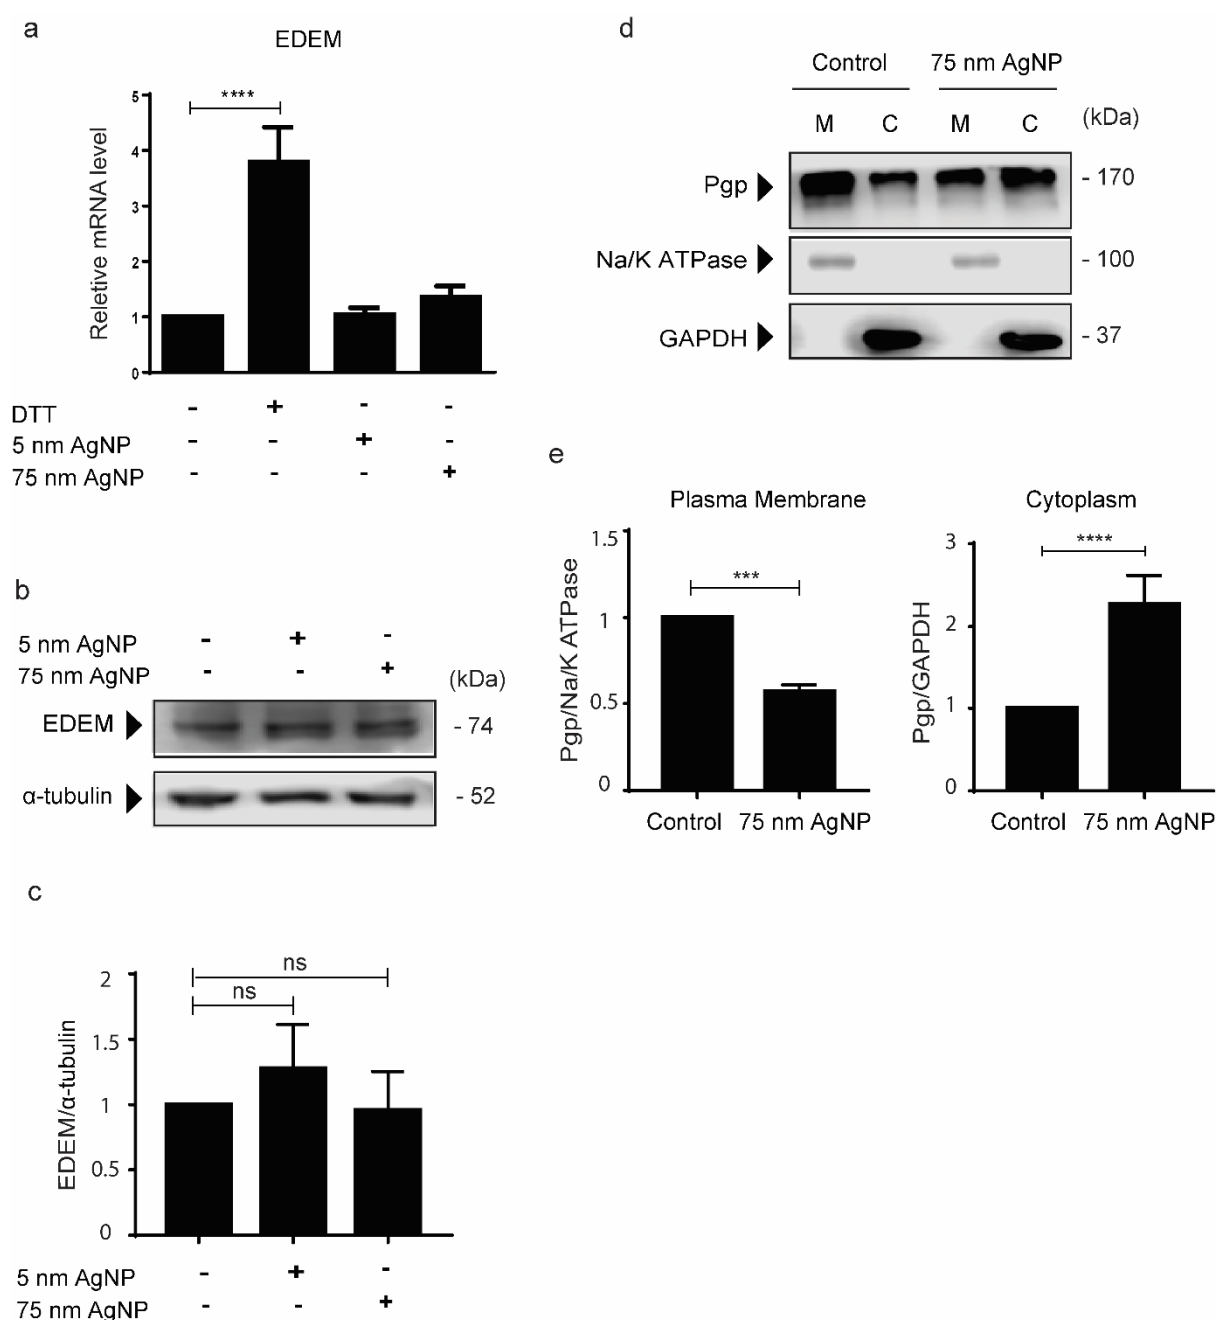 a
EDEM
****
5
4
3
2
1
0
Reletive mRNA level
DTT - + - -
5 nm AgNP - - + -
75 nm AgNP - - - +
b
5 nm AgNP - + -
75 nm AgNP - - +
(kDa)
EDEM - 74
α-tubulin - 52
c
ns
ns
2
1.5
1
0.5
0
EDEM/α-tubulin
5 nm AgNP - + -
75 nm AgNP - - +
d
Control 75 nm AgNP
M C M C (kDa)
Pgp - 170
Na/K ATPase - 100
GAPDH - 37
e
Plasma Membrane
***
1.5
1
0.5
0
Pgp/Na/K ATPase
Control 75 nm AgNP
Cytoplasm
****
3
2
1
0
Pgp/GAPDH
Control 75 nm AgNP